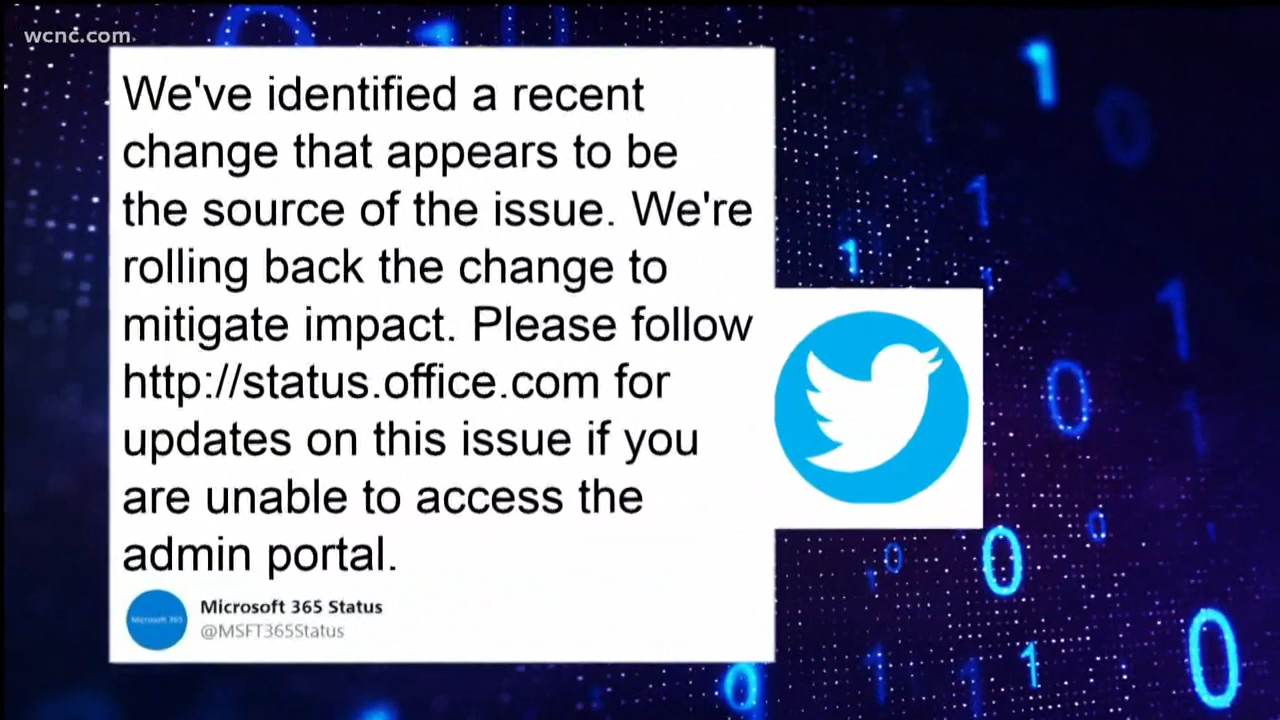 wcnc.com
We've identified a recent
change that appears to be
the source of the issue. We're
rolling back the change to
mitigate impact. Please follow
http://status.office.com for
updates on this issue if you
are unable to access the
admin portal.
Microsoft 365
Microsoft 365 Status
@MSFT365Status